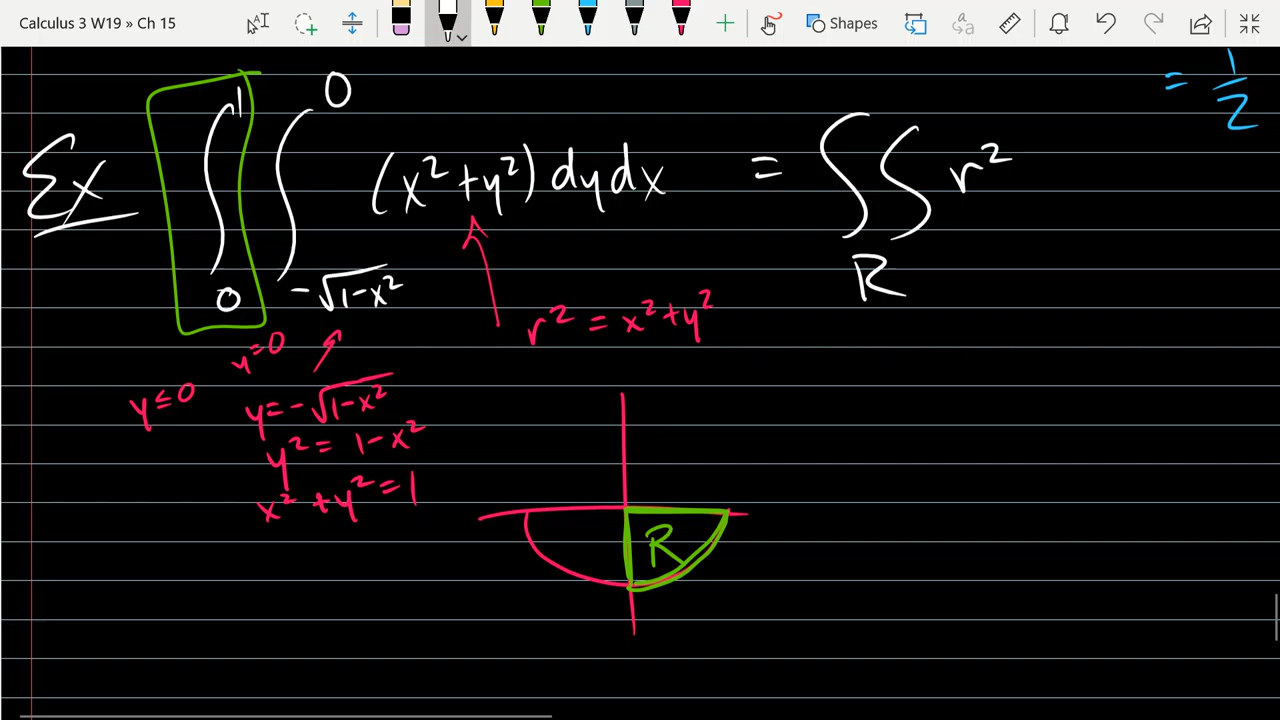 Calculus 3 W19 » Ch 15
Shapes
= 1/2
Ex ∫₀¹ ∫_{-√(1-x²)}^0 (x² + y²) dy dx = ∫∫_R r²
r² = x² + y²
y=0
y ≤ 0
y = -√(1-x²)
y² = 1 - x²
x² + y² = 1
R